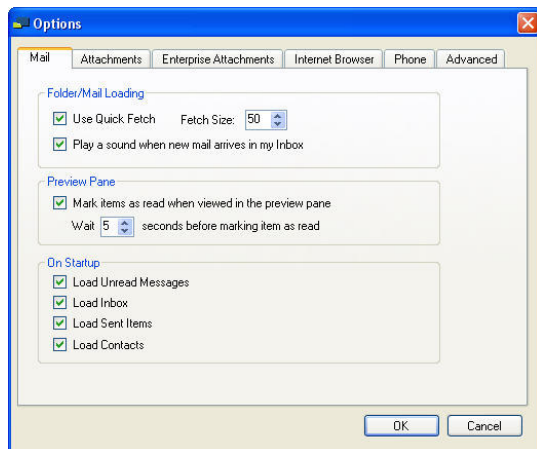 Options
Mail Attachments Enterprise Attachments Internet Browser Phone Advanced
Folder/Mail Loading
Use Quick Fetch Fetch Size: 50
Play a sound when new mail arrives in my Inbox
Preview Pane
Mark items as read when viewed in the preview pane
Wait 5 seconds before marking item as read
On Startup
Load Unread Messages
Load Inbox
Load Sent Items
Load Contacts
OK Cancel